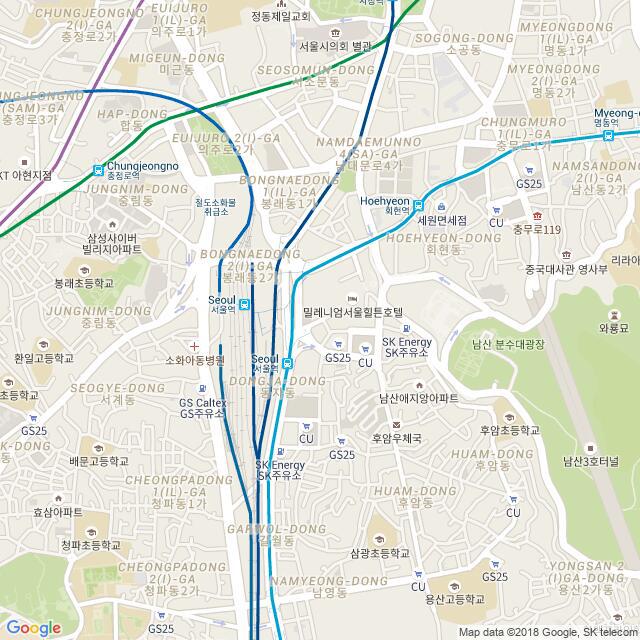 CHUNGJEONGNO
2(I)-GA
충정로2가
EUIJURO
1(IL)-GA
의주로1가
정동제일교회
시청역
서울시의회 별관
MIGEUN-DONG
미근동
SEOSOMUN-DONG
서소문동
SOGONG-DONG
소공동
MYEONGDONG
1(IL)-GA
명동1가
MYEONGDONG
2(I)-GA
명동2가
HAP-DONG
합동
충정로3가
EUIJURO 2(I)-GA
의주로2가
NAMDAEMUNNO
4(SA)-GA
남대문로4가
CHUNGMURO
1(IL)-GA
명동역
KT 아현지점
Chungjeongno
충정로역
JUNGNIM-DONG
중림동
철도소화물
취급소
BONGNAEDONG
1(IL)-GA
봉래동1가
Hoehyeon
회현역
세원면세점
CU
GS25
NAMSANDONG
2(I)-GA
남산동2가
충무로119
HOEHYEON-DONG
회현동
삼성사이버
빌리지아파트
BONGNAEDONG
2(I)-GA
봉래동2가
중국대사관 영사부
리라아
봉래초등학교
Seoul
서울역
밀레니엄서울힐튼호텔
와룡묘
JUNGNIM-DONG
중림동
환일고등학교
소화아동병원
Seoul
서울역
GS25
CU
SK Energy
SK주유소
남산 분수대광장
SEOGYE-DONG
서계동
DONGJA-DONG
동자동
GS Caltex
GS주유소
남산애지앙아파트
GS25
CU
후암우체국
후암초등학교
배문고등학교
SK Energy
SK주유소
GS25
HUAM-DONG
후암동
남산3호터널
CHEONGPADONG
1(IL)-GA
청파동1가
HUAM-DONG
후암동
CU
효삼아파트
청파초등학교
GARWOL-DONG
갈월동
삼광초등학교
CHEONGPADONG
2(I)-GA
청파동2가
NAMYEONG-DONG
남영동
CU
GS25
YONGSAN 2
(I)GA-DONG
용산2가동
용산고등학교
GS25
Google
Map data ©2018 Google, SK telecom